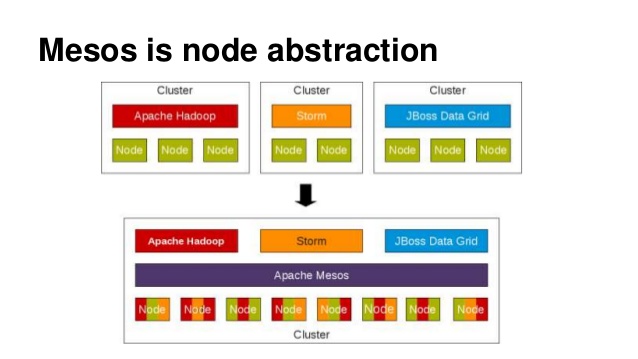 Mesos is node abstraction
Cluster Cluster Cluster
Apache Hadoop Storm JBoss Data Grid
Node Node Node Node Node Node Node Node
Apache Hadoop Storm JBoss Data Grid
Apache Mesos
Node Node Node Node Node Node Node Node
Cluster